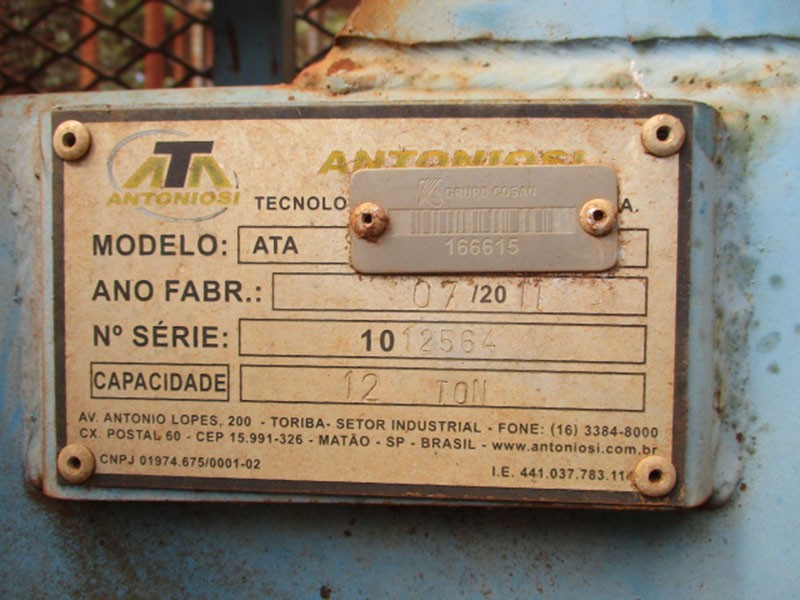 ATA
ANTONIOSI
ANTONIOSI
TECNOLO A.
GRUPO COSAN
166615
MODELO: ATA
ANO FABR.: 07/2011
Nº SÉRIE: 1012564
CAPACIDADE 12 TON
AV. ANTONIO LOPES, 200 - TORIBA- SETOR INDUSTRIAL - FONE: (16) 3384-8000
CX. POSTAL 60 - CEP 15.991-326 - MATÃO - SP - BRASIL - www.antoniosi.com.br
CNPJ 01974.675/0001-02
I.E. 441.037.783.11